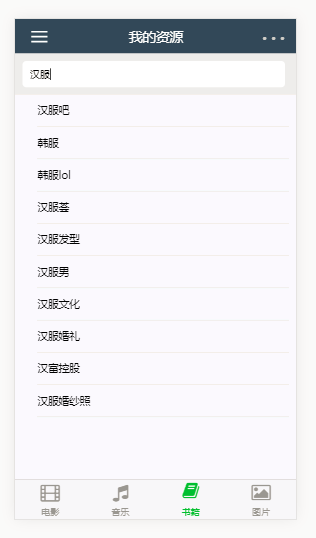 我的资源
汉服
汉服吧
韩服
韩服lol
汉服荟
汉服发型
汉服男
汉服文化
汉服婚礼
汉富控股
汉服婚纱照
电影 音乐 书籍 图片